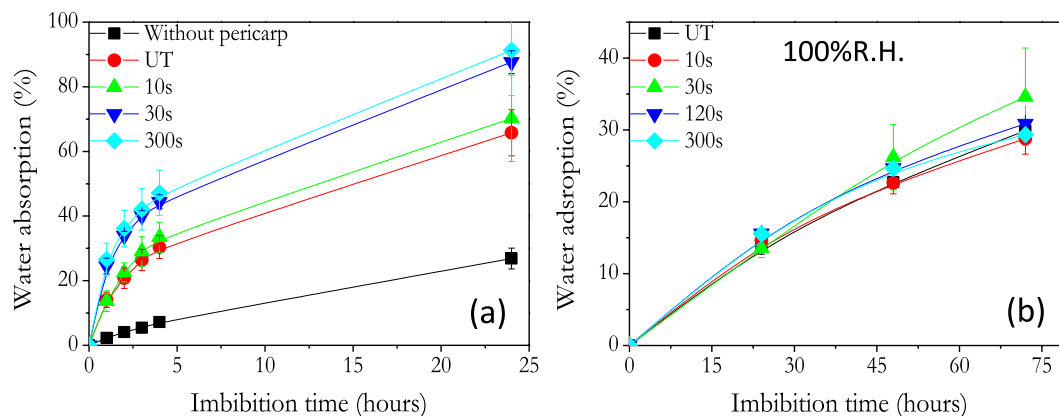 Water absorption (%)
100
80
60
40
20
0
Without pericarp
UT
10s
30s
300s
(a)
0 5 10 15 20 25
Imbibition time (hours)
Water adsroption (%)
40
30
20
10
0
UT
10s
30s
120s
300s
100%R.H.
(b)
0 15 30 45 60 75
Imbibition time (hours)